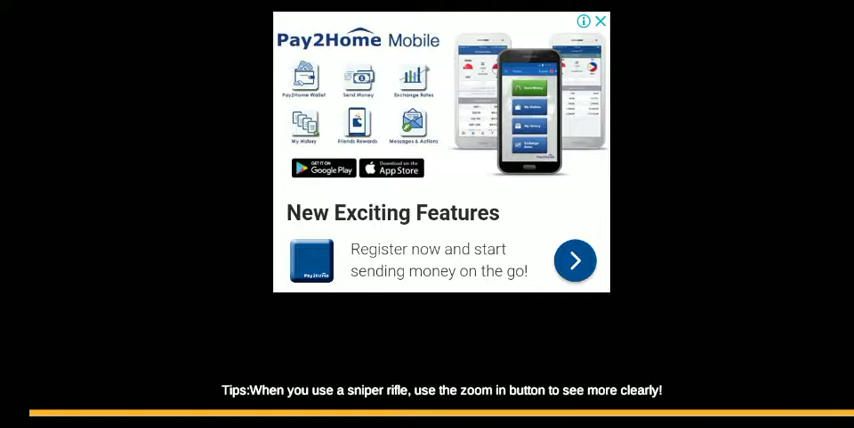 Pay2Home Mobile
Pay2Home Wallet
Send Money
Exchange Rates
My History
Friends Rewards
Messages & Actions
GET IT ON
Google Play
Download on the
App Store
New Exciting Features
Register now and start
sending money on the go!
Pay2Home
Tips:When you use a sniper rifle, use the zoom in button to see more clearly!